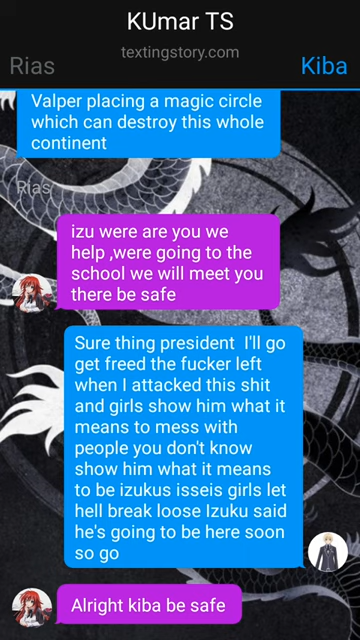 KUmar TS
textingstory.com
Rias
Kiba
Valper placing a magic circle
which can destroy this whole
continent
Rias
izu were are you we
help ,were going to the
school we will meet you
there be safe
Sure thing president  I'll go
get freed the fucker left
when I attacked this shit
and girls show him what it
means to mess with
people you don't know
show him what it means
to be izukus isseis girls let
hell break loose Izuku said
he's going to be here soon
so go
Alright kiba be safe